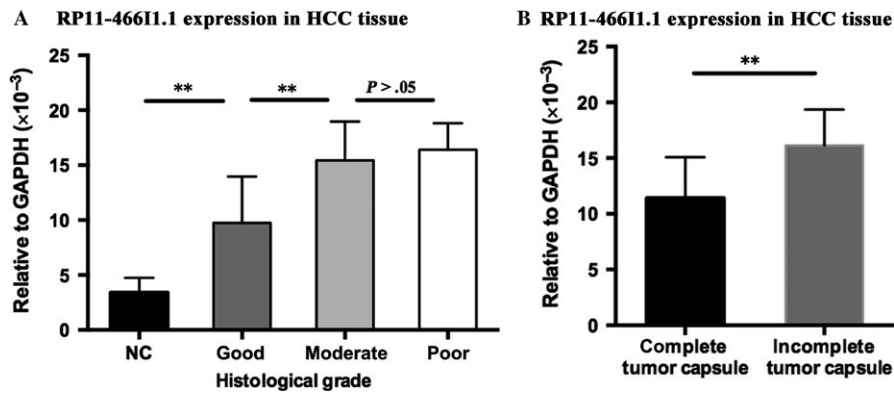 A RP11-466I1.1 expression in HCC tissue
Relative to GAPDH (×10⁻³)
25
20
15
10
5
0
** ** P > .05
NC Good Moderate Poor
Histological grade
B RP11-466I1.1 expression in HCC tissue
Relative to GAPDH (×10⁻³)
25
20
15
10
5
0
**
Complete tumor capsule
Incomplete tumor capsule